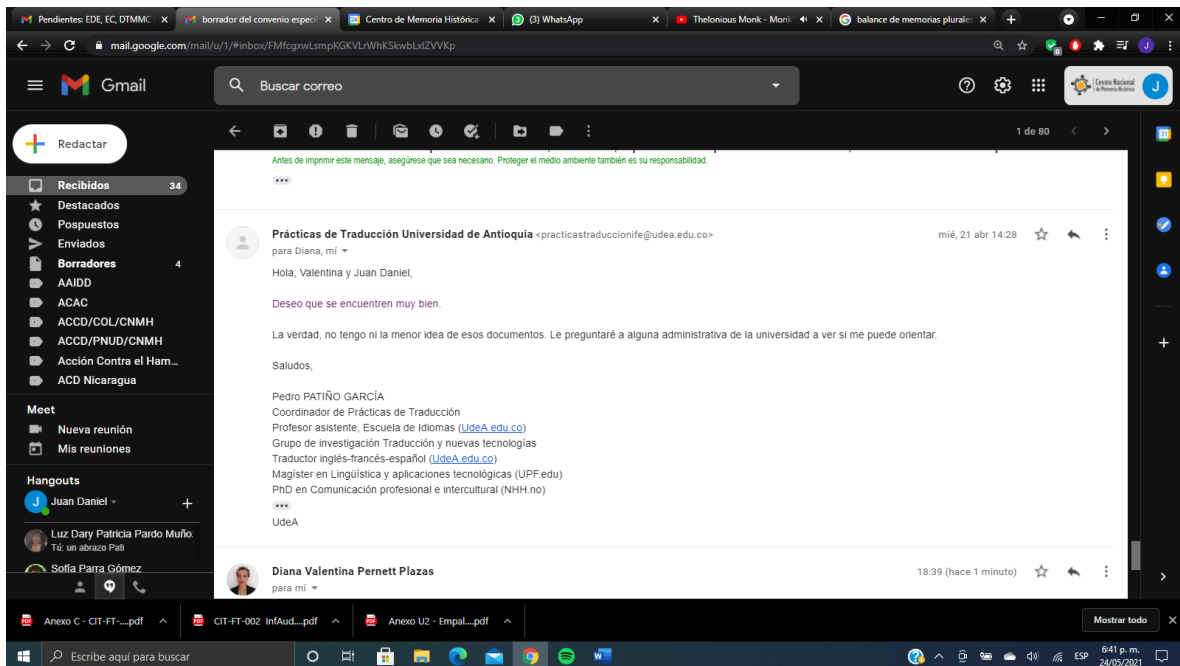 Pendientes: EDE, EC, DTMMC
borrador del convenio específ
Centro de Memoria Histórica
(3) WhatsApp
Thelonious Monk - Monk
balance de memorias plurale
mail.google.com/mail/u/1/#inbox/FMfcgxwLsmpKGKVLrWhKSkwbLxlZVVKp
Gmail
Buscar correo
Centro Nacional
de Memoria Histórica
J
Redactar
1 de 80
Recibidos 34
Destacados
Pospuestos
Enviados
Borradores 4
AAIDD
ACAC
ACCD/COL/CNMH
ACCD/PNUD/CNMH
Acción Contra el Ham...
ACD Nicaragua
Meet
Nueva reunión
Mis reuniones
Hangouts
J Juan Daniel
Luz Dary Patricia Pardo Muño
Tú: un abrazo Pati
Sofía Parra Gómez
Antes de imprimir este mensaje, asegúrese que sea necesario. Proteger el medio ambiente también es su responsabilidad.
Prácticas de Traducción Universidad de Antioquia <practicastraduccionife@udea.edu.co>
mié, 21 abr 14:28
para Diana, mí
Hola, Valentina y Juan Daniel,
Deseo que se encuentren muy bien.
La verdad, no tengo ni la menor idea de esos documentos. Le preguntaré a alguna administrativa de la universidad a ver si me puede orientar.
Saludos,
Pedro PATIÑO GARCÍA
Coordinador de Prácticas de Traducción
Profesor asistente, Escuela de Idiomas (UdeA.edu.co)
Grupo de investigación Traducción y nuevas tecnologías
Traductor inglés-francés-español (UdeA.edu.co)
Magíster en Lingüística y aplicaciones tecnológicas (UPF.edu)
PhD en Comunicación profesional e intercultural (NHH.no)
UdeA
Diana Valentina Pernett Plazas
18:39 (hace 1 minuto)
para mí
Anexo C - CIT-FT-....pdf
CIT-FT-002 InfAud....pdf
Anexo U2 - Empal....pdf
Mostrar todo
Escribe aquí para buscar
ESP
6:41 p. m.
24/05/2021